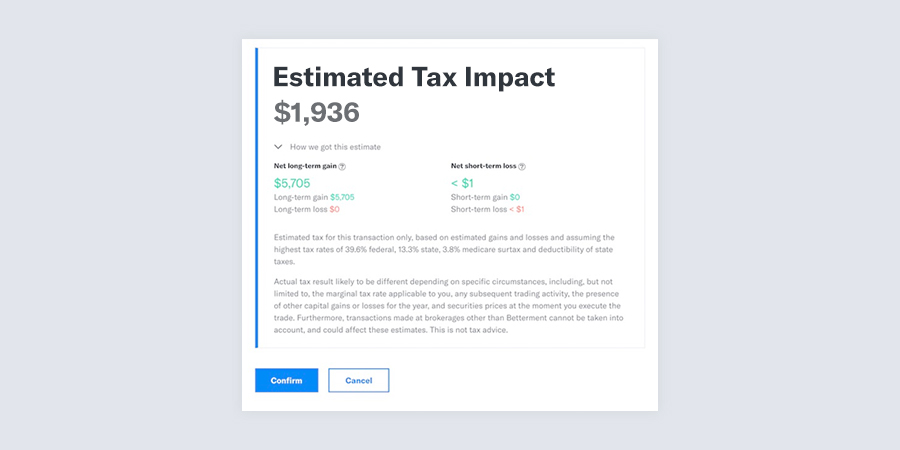 Estimated Tax Impact
$1,936
How we got this estimate
Net long-term gain ?
$5,705
Long-term gain $5,705
Long-term loss $0
Net short-term loss ?
< $1
Short-term gain $0
Short-term loss < $1
Estimated tax for this transaction only, based on estimated gains and losses and assuming the
highest tax rates of 39.6% federal, 13.3% state, 3.8% medicare surtax and deductibility of state
taxes.
Actual tax result likely to be different depending on specific circumstances, including, but not
limited to, the marginal tax rate applicable to you, any subsequent trading activity, the presence
of other capital gains or losses for the year, and securities prices at the moment you execute the
trade. Furthermore, transactions made at brokerages other than Betterment cannot be taken into
account, and could affect these estimates. This is not tax advice.
Confirm
Cancel